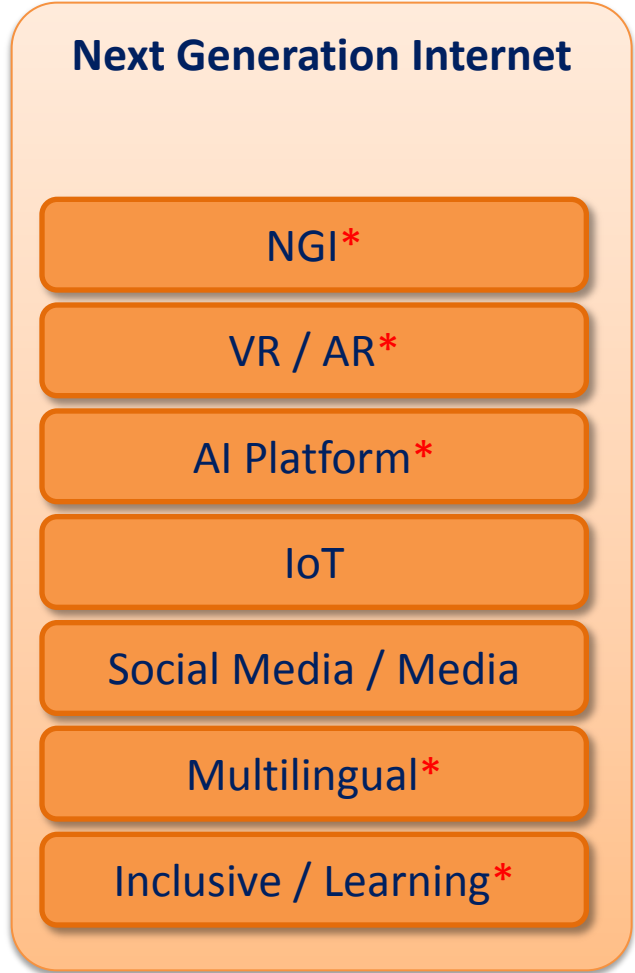 Next Generation Internet
NGI*
VR / AR*
AI Platform*
IoT
Social Media / Media
Multilingual*
Inclusive / Learning*